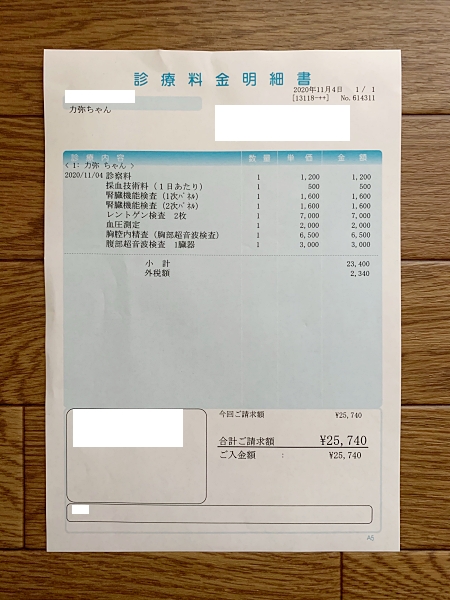 診療料金明細書
2020年11月4日 1/ 1
[13118-++] No. 614311
力弥ちゃん
診療内容 数量 単価 金額
< 1: 力弥 ちゃん >
2020/11/04 診察料 1 1,200 1,200
採血技術料(1日あたり) 1 500 500
腎臓機能検査(1次パネル) 1 1,600 1,600
腎臓機能検査(2次パネル) 1 1,600 1,600
レントゲン検査 2枚 1 7,000 7,000
血圧測定 1 2,000 2,000
胸腔内精査(胸部超音波検査) 1 6,500 6,500
腹部超音波検査 1臓器 1 3,000 3,000
小 計 23,400
外税額 2,340
今回ご請求額 ¥25,740
合計ご請求額 ¥25,740
ご入金額 : ¥25,740
A6